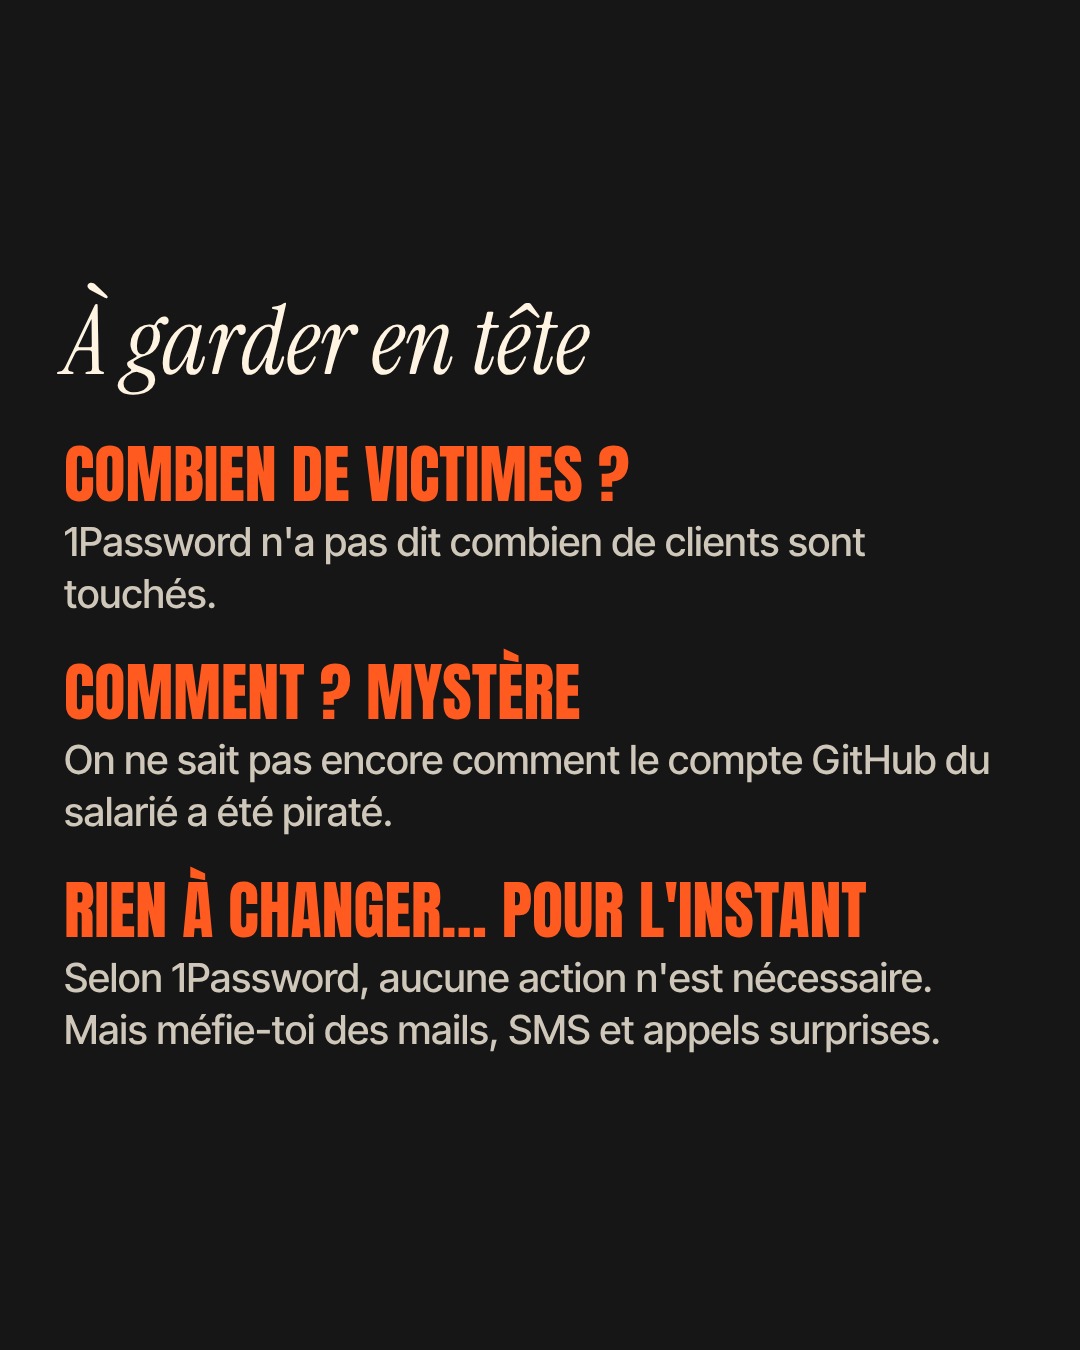 À garder en tête
COMBIEN DE VICTIMES ?
1Password n'a pas dit combien de clients sont
touchés.
COMMENT ? MYSTÈRE
On ne sait pas encore comment le compte GitHub du
salarié a été piraté.
RIEN À CHANGER... POUR L'INSTANT
Selon 1Password, aucune action n'est nécessaire.
Mais méfie-toi des mails, SMS et appels surprises.